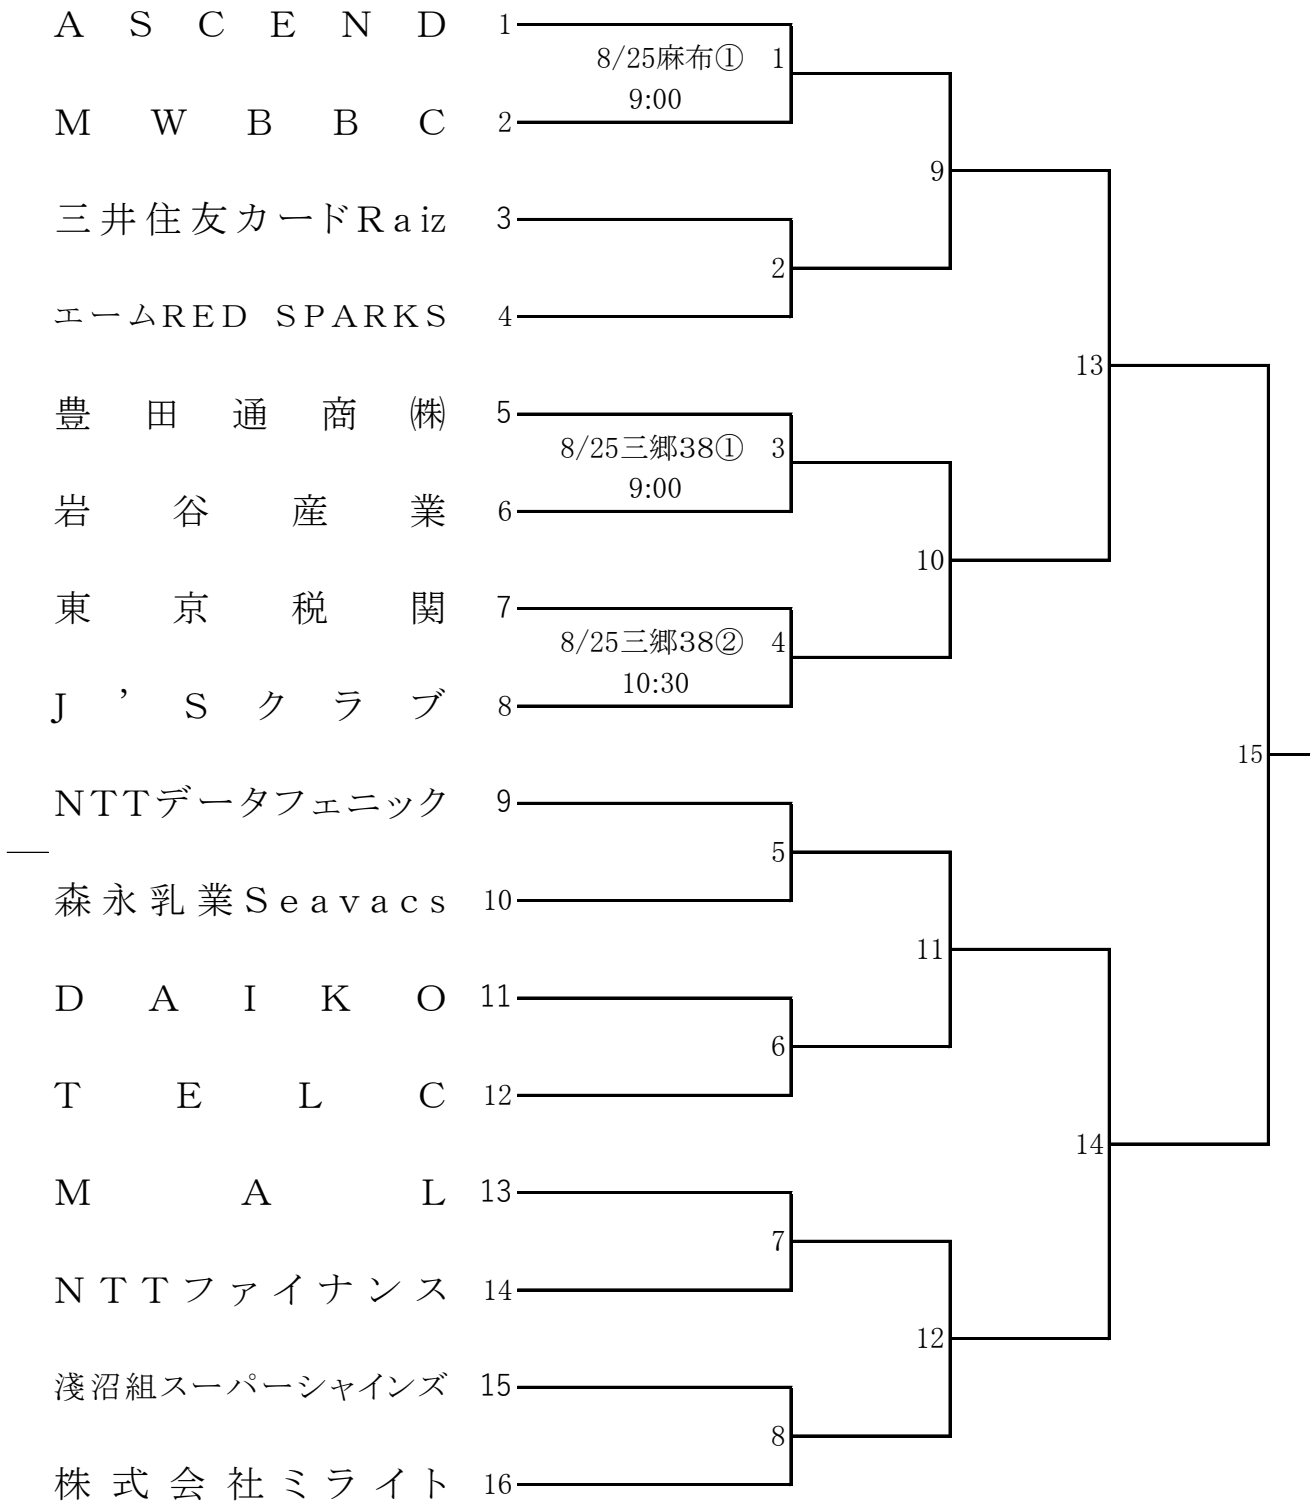 ASCEND 1
8/25麻布① 1
9:00
MWBBC 2
9
三井住友カードRaiz 3
2
エームRED SPARKS 4
13
豊田通商㈱ 5
8/25三郷38① 3
9:00
岩谷産業 6
10
東京税関 7
8/25三郷38② 4
10:30
J’Sクラブ 8
15
NTTデータフェニック 9
5
森永乳業Seavacs 10
11
DAIKO 11
6
TELC 12
14
MAL 13
7
NTTファイナンス 14
12
淺沼組スーパーシャインズ 15
8
株式会社ミライト 16